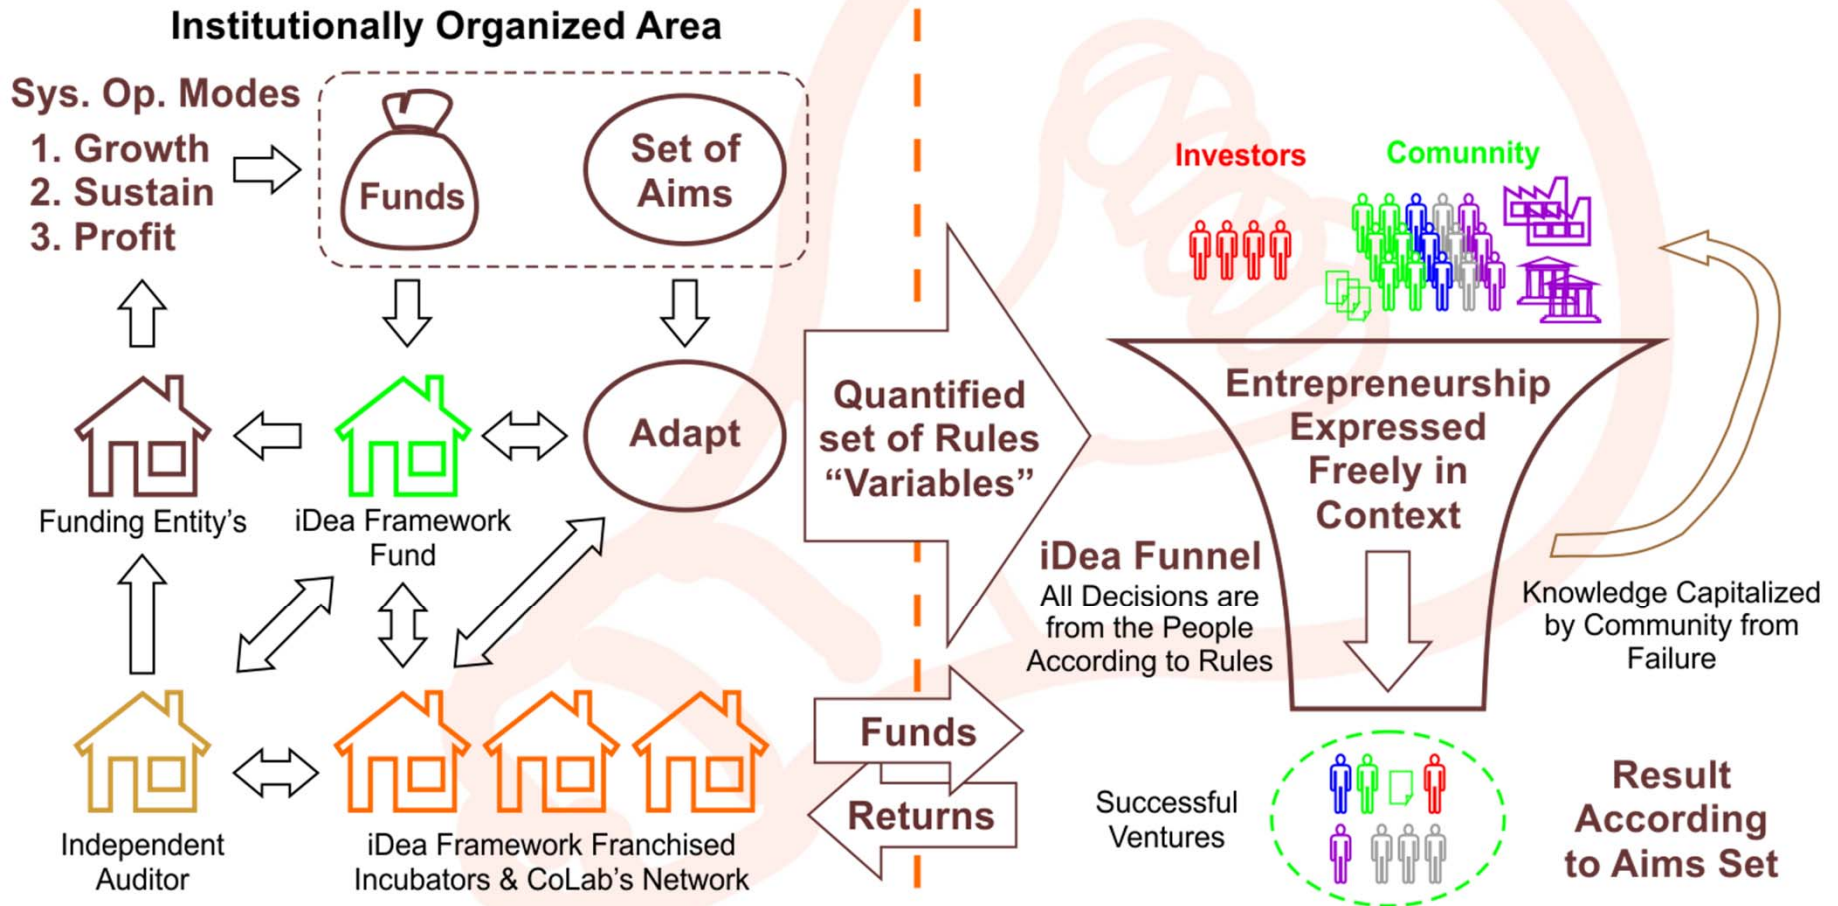 Institutionally Organized Area
Sys. Op. Modes
1. Growth
2. Sustain
3. Profit
Funds
Set of
Aims
Funding Entity's
iDea Framework
Fund
Adapt
Independent
Auditor
iDea Framework Franchised
Incubators & CoLab's Network
Quantified
set of Rules
“Variables”
Funds
Returns
Investors
Comunnity
Entrepreneurship
Expressed
Freely in
Context
iDea Funnel
All Decisions are
from the People
According to Rules
Knowledge Capitalized
by Community from
Failure
Successful
Ventures
Result
According
to Aims Set